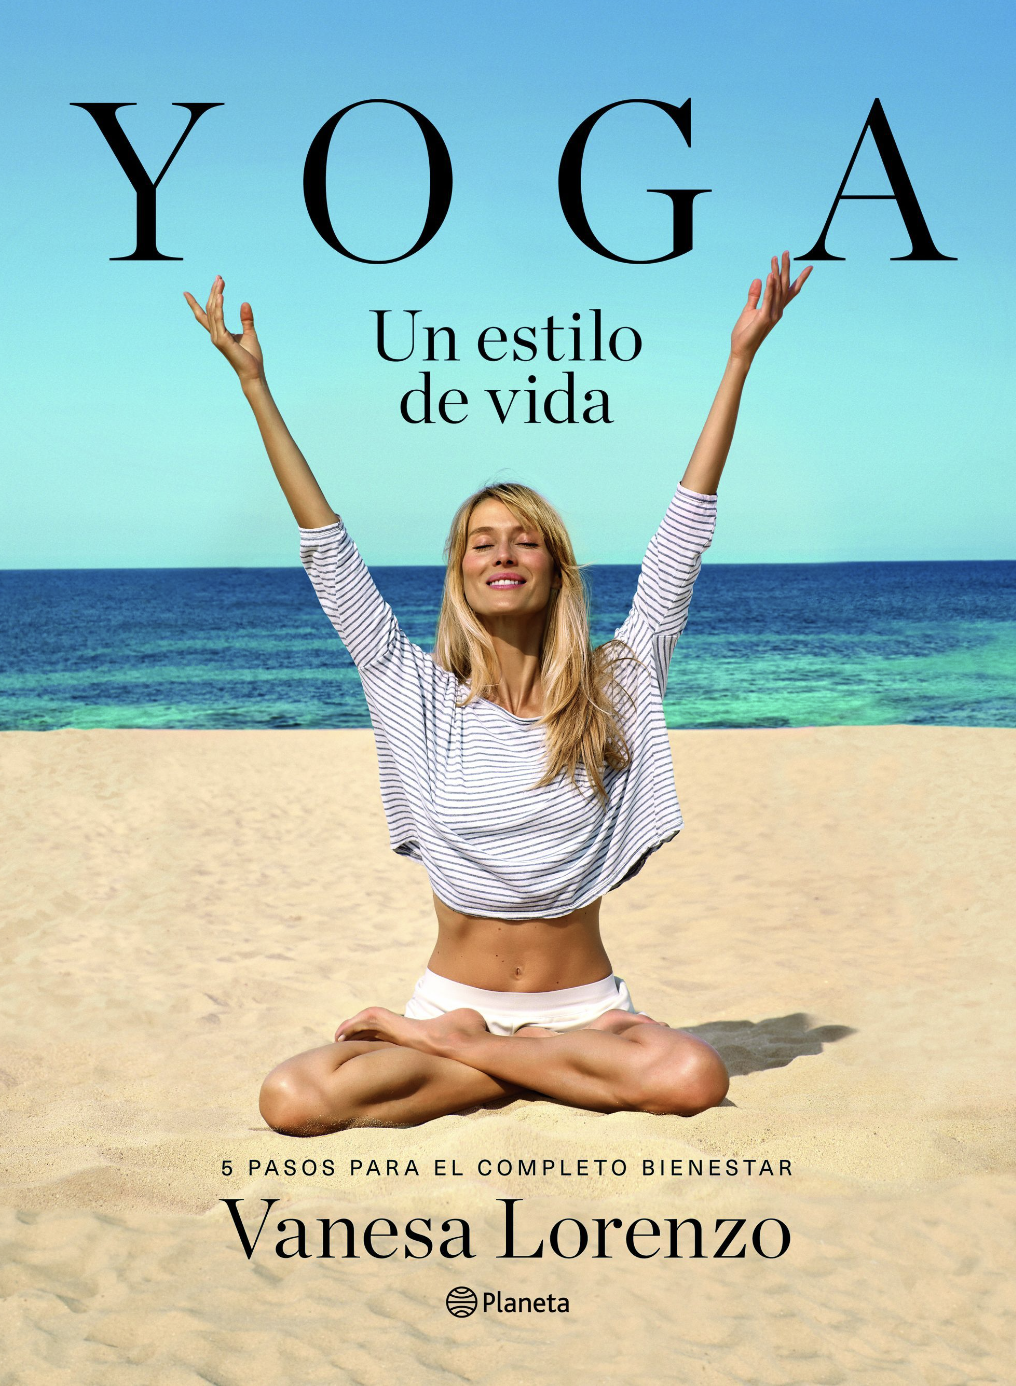 YOGA
Un estilo
de vida
5 PASOS PARA EL COMPLETO BIENESTAR
Vanesa Lorenzo
Planeta